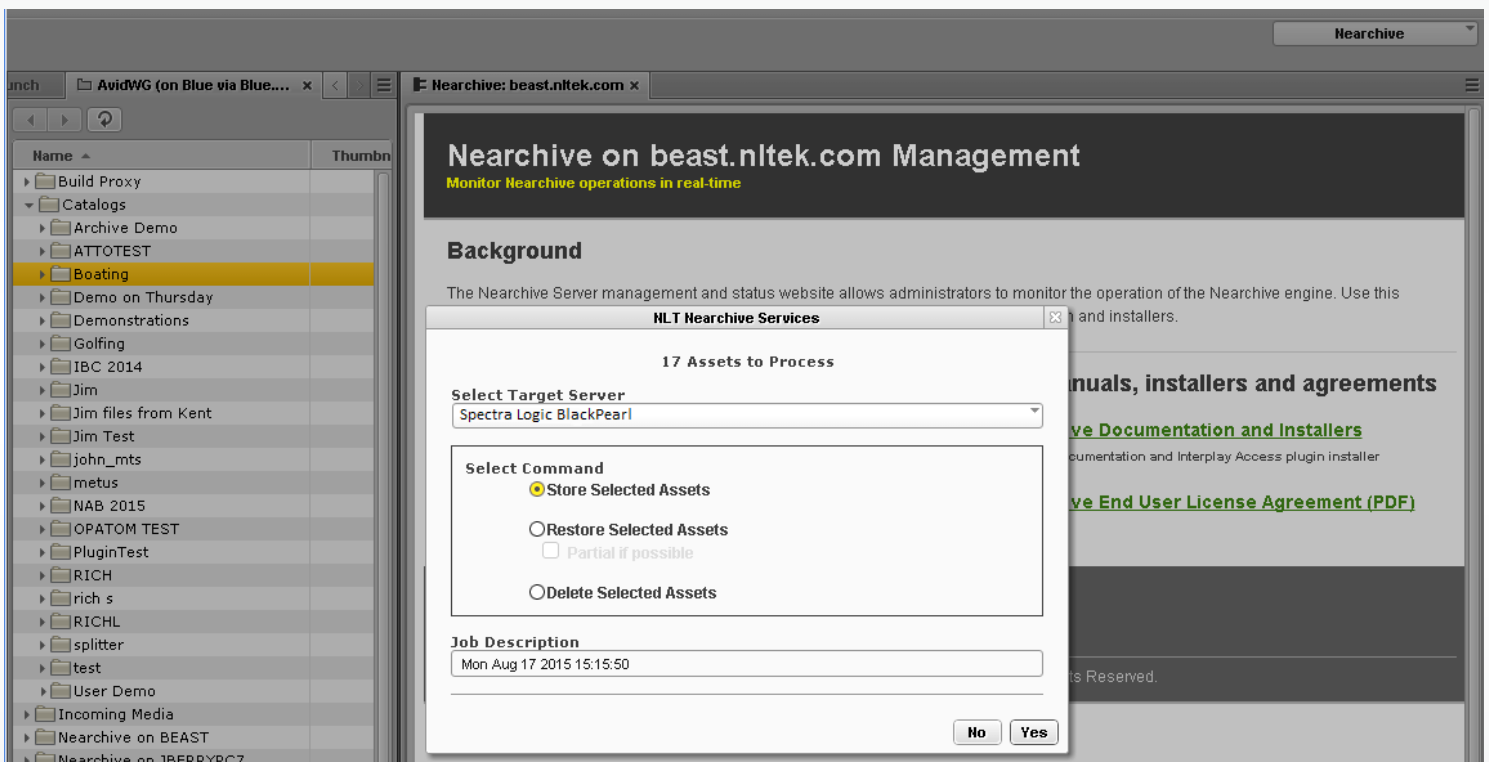 Nearchive
unch
AvidWG (on Blue via Blue....
Nearchive: beast.nltek.com
Name
Thumbn
Build Proxy
Catalogs
Archive Demo
ATTOTEST
Boating
Demo on Thursday
Demonstrations
Golfing
IBC 2014
Jim
Jim files from Kent
Jim Test
john_mts
metus
NAB 2015
OPATOM TEST
PluginTest
RICH
rich s
RICHL
splitter
test
User Demo
Incoming Media
Nearchive on BEAST
Nearchive on JBERRYPC7
Nearchive on beast.nltek.com Management
Monitor Nearchive operations in real-time
Background
The Nearchive Server management and status website allows administrators to monitor the operation of the Nearchive engine. Use this
n and installers.
nuals, installers and agreements
ve Documentation and Installers
cumentation and Interplay Access plugin installer
ve End User License Agreement (PDF)
ts Reserved.
NLT Nearchive Services
17 Assets to Process
Select Target Server
Spectra Logic BlackPearl
Select Command
Store Selected Assets
Restore Selected Assets
Partial if possible
Delete Selected Assets
Job Description
Mon Aug 17 2015 15:15:50
No
Yes